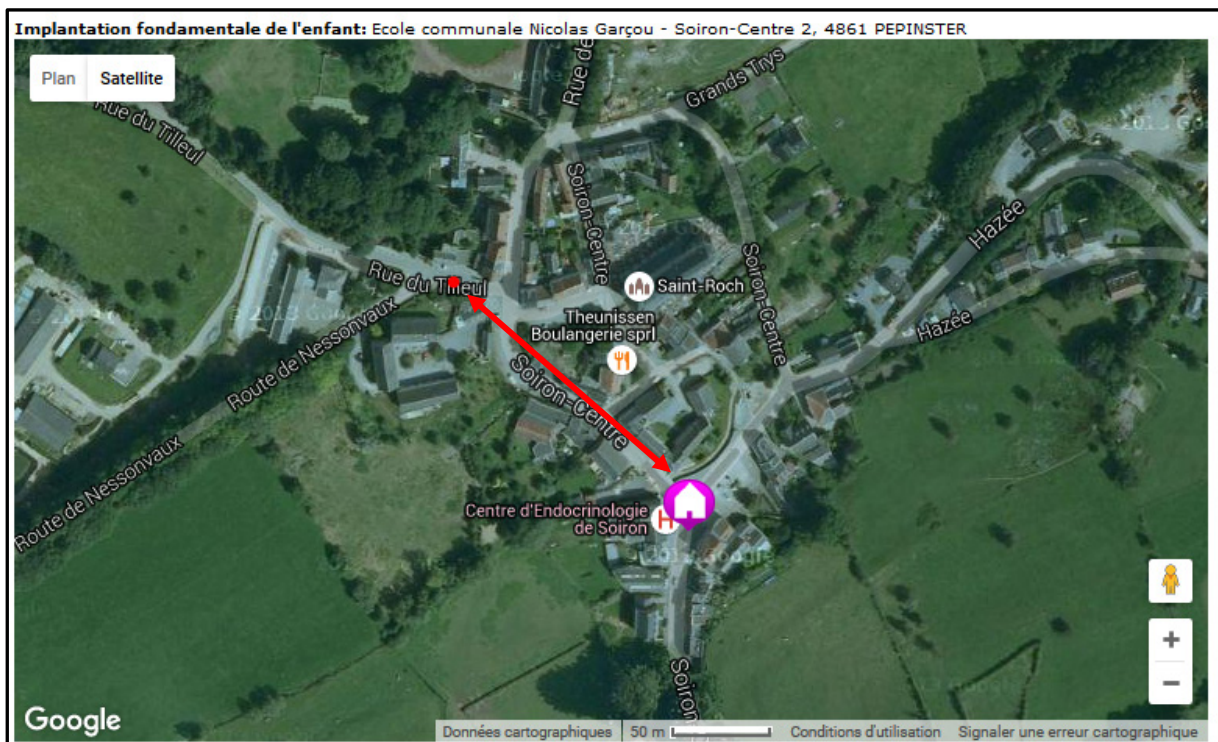 Implantation fondamentale de l'enfant: Ecole communale Nicolas Garçou - Soiron-Centre 2, 4861 PEPINSTER
Plan Satellite
Rue de
Grands Trys
Rue du Tilleul
Soiron-Centre
Hazée
Rue du Tilleul
Soiron-Centre
Saint-Roch
Hazée
Theunissen
Boulangerie sprl
Route de Nessonvaux
Soiron-Centre
Route de Nessonvaux
Centre d'Endocrinologie
de Soiron
H
Soiron
+
−
Google
Données cartographiques 50 m Conditions d'utilisation Signaler une erreur cartographique